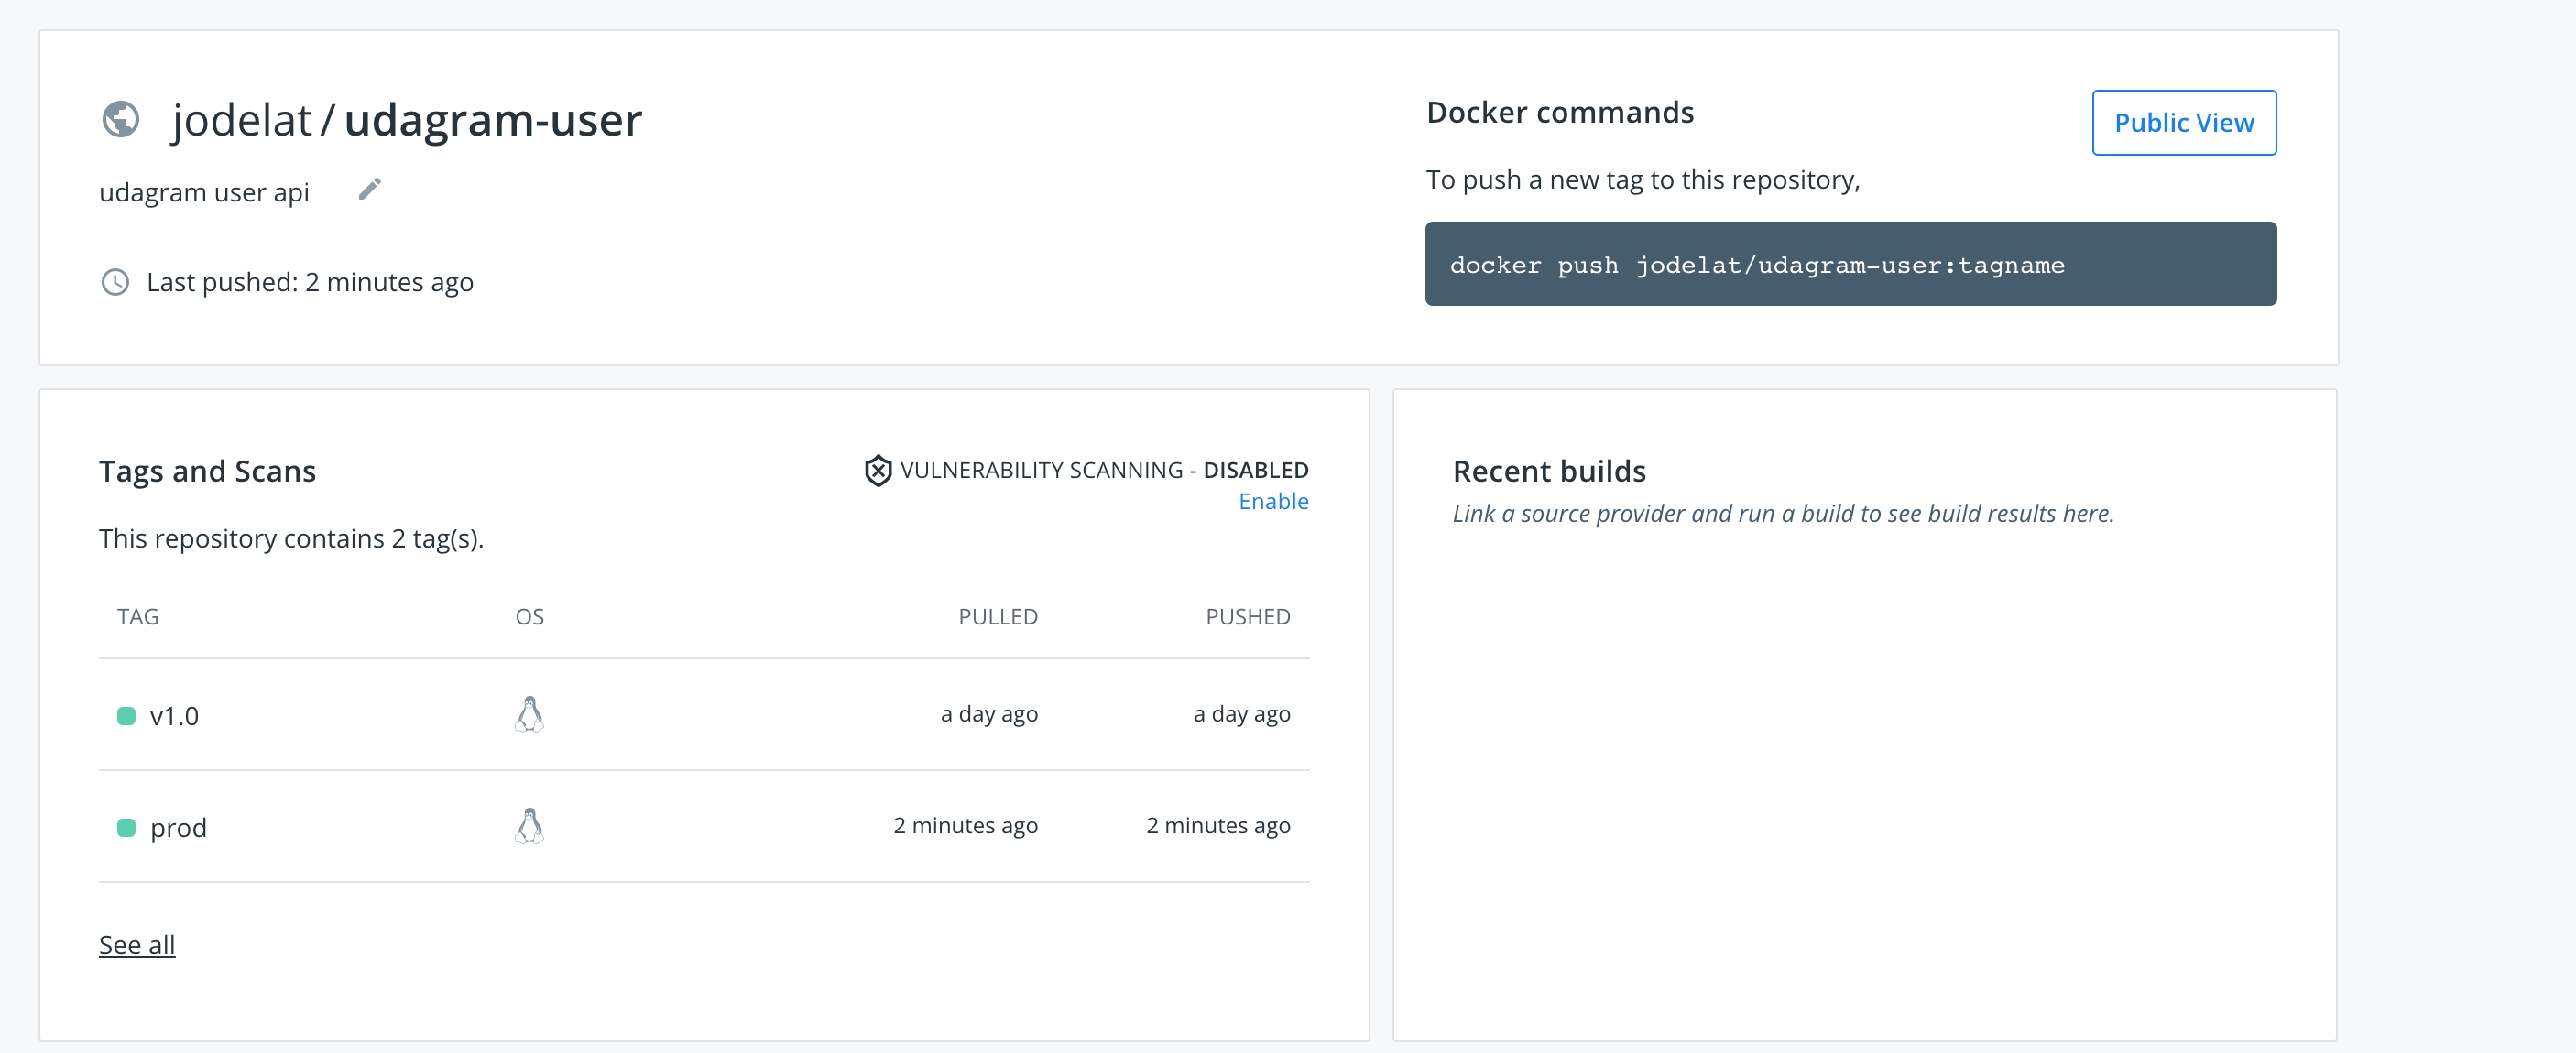 jodelat / udagram-user
udagram user api
Last pushed: 2 minutes ago
Docker commands
Public View
To push a new tag to this repository,
docker push jodelat/udagram-user:tagname
Tags and Scans
VULNERABILITY SCANNING - DISABLED
Enable
This repository contains 2 tag(s).
TAG OS PULLED PUSHED
v1.0 a day ago a day ago
prod 2 minutes ago 2 minutes ago
See all
Recent builds
Link a source provider and run a build to see build results here.